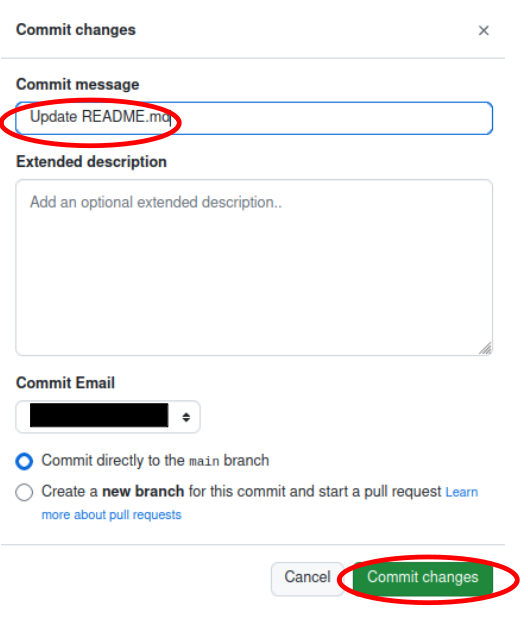 Commit changes
Commit message
Update README.md
Extended description
Add an optional extended description..
Commit Email
Commit directly to the main branch
Create a new branch for this commit and start a pull request Learn
more about pull requests
Cancel
Commit changes